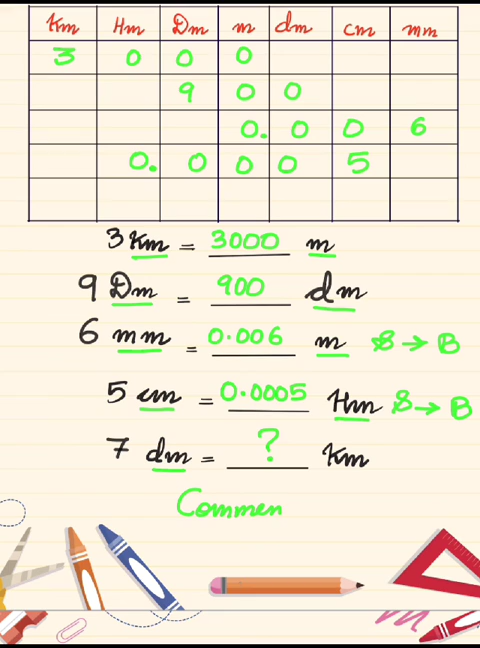 Km Hm Dm m dm cm mm
3 0 0 0
9 0 0
0. 0 0 6
0. 0 0 0 5
3 Km = 3000 m
9 Dm = 900 dm
6 mm = 0.006 m S → B
5 cm = 0.0005 Hm S → B
7 dm = ? Km
Commen